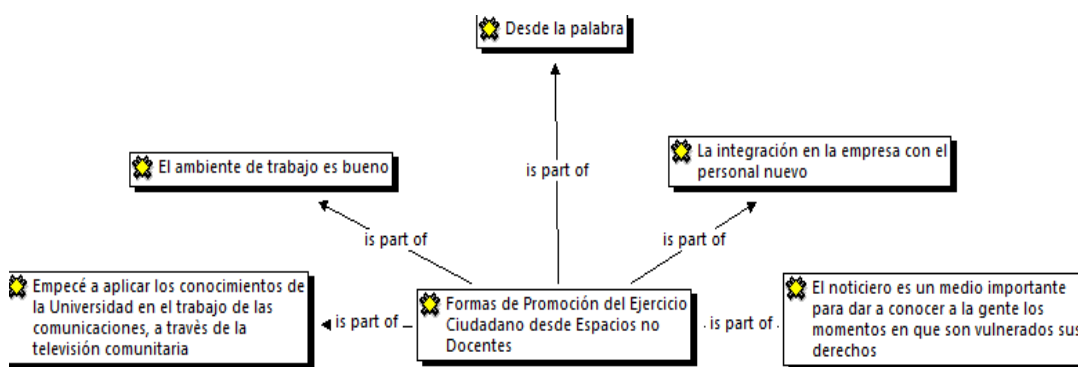 Desde la palabra
El ambiente de trabajo es bueno
is part of
La integración en la empresa con el
personal nuevo
is part of
is part of
Empecé a aplicar los conocimientos de
la Universidad en el trabajo de las
comunicaciones, a travès de la
televisión comunitaria
is part of
Formas de Promoción del Ejercicio
Ciudadano desde Espacios no
Docentes
is part of
El noticiero es un medio importante
para dar a conocer a la gente los
momentos en que son vulnerados sus
derechos